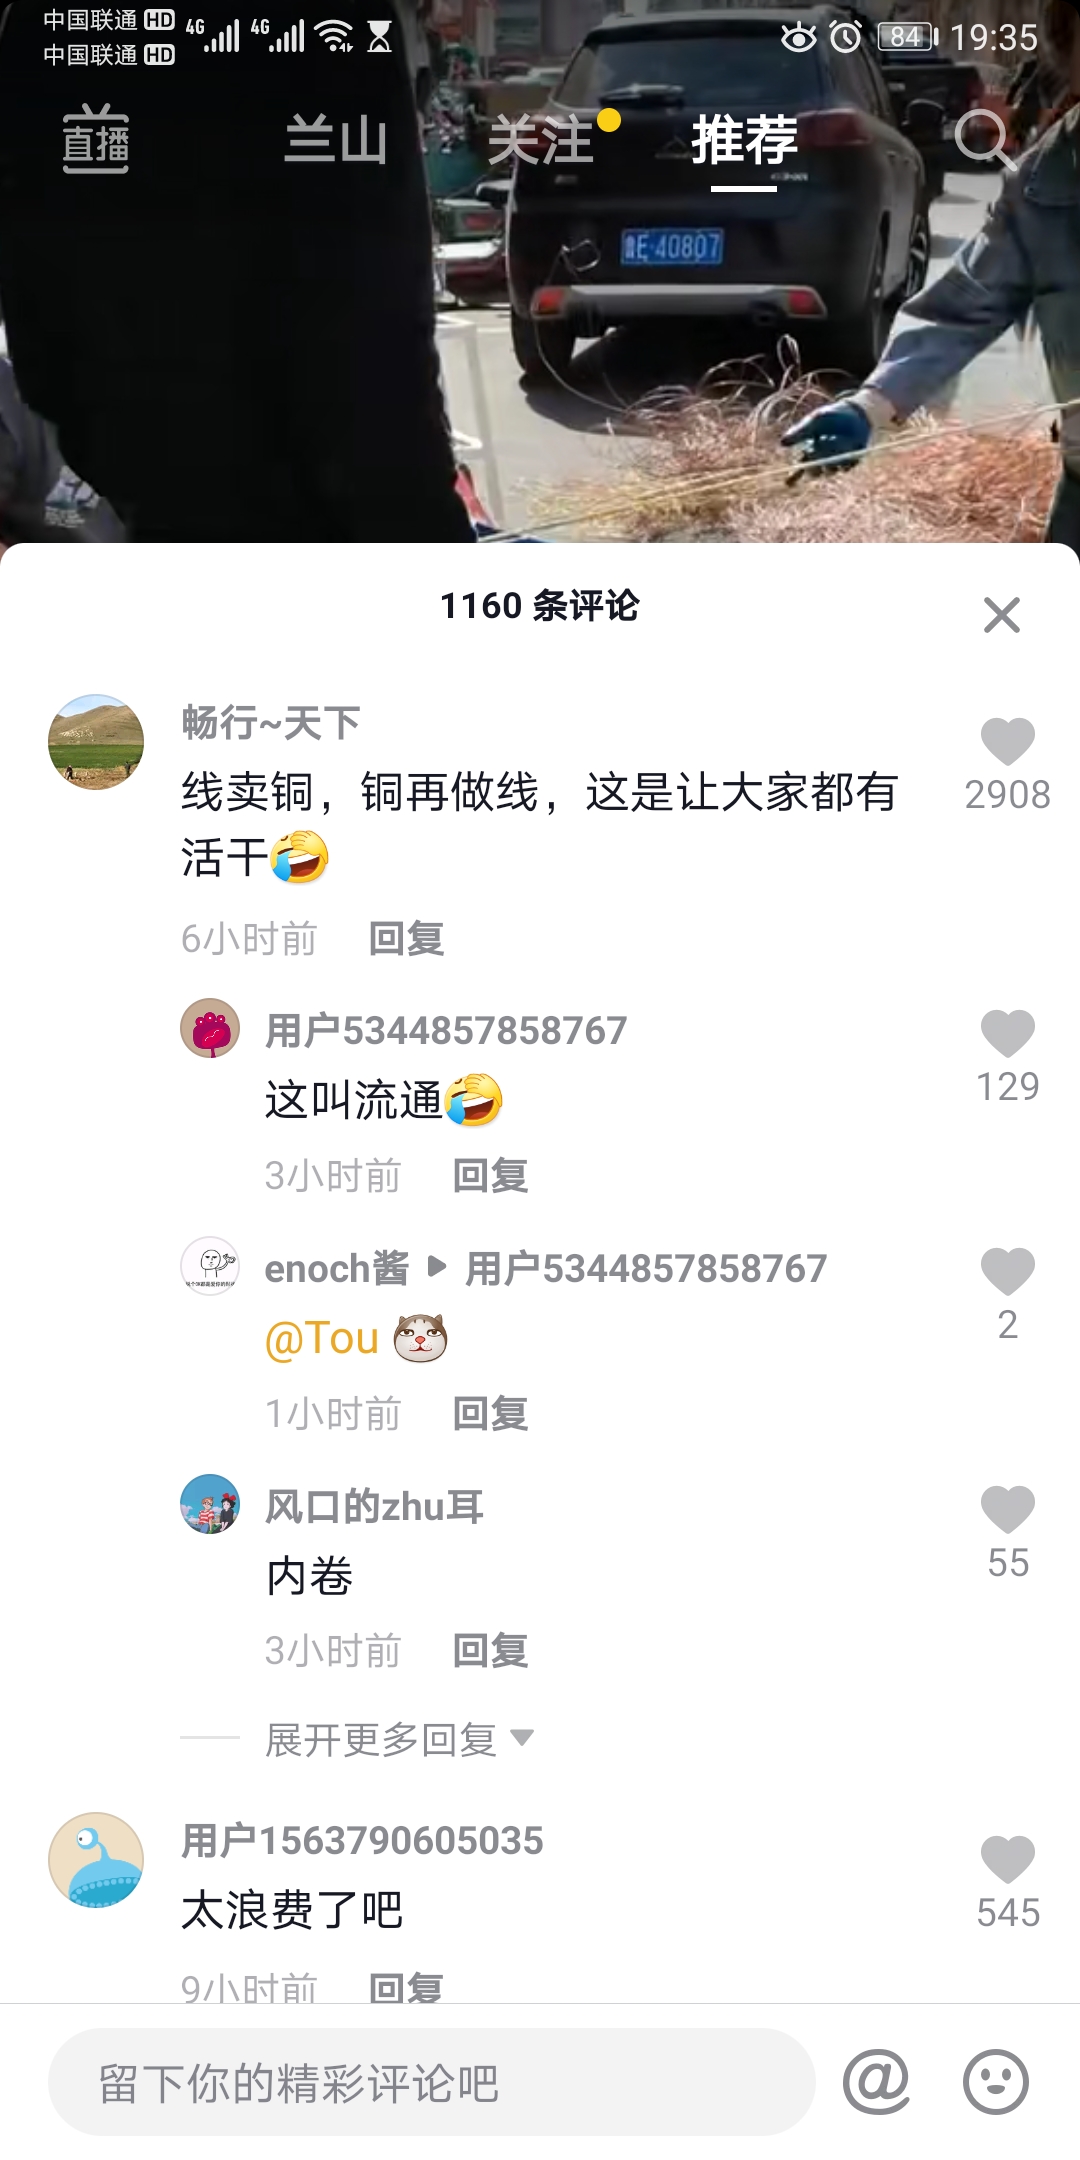 中国联通 HD
中国联通 HD
4G 4G 84 19:35
直播 兰山 关注 推荐
E·40807
1160 条评论
畅行~天下
线卖铜，铜再做线，这是让大家都有
活干
2908
6小时前 回复
用户5344857858767
这叫流通
129
3小时前 回复
enoch酱 用户5344857858767
@Tou
2
1小时前 回复
风口的zhu耳
内卷
55
3小时前 回复
展开更多回复
用户1563790605035
太浪费了吧
545
9小时前 回复
留下你的精彩评论吧
@